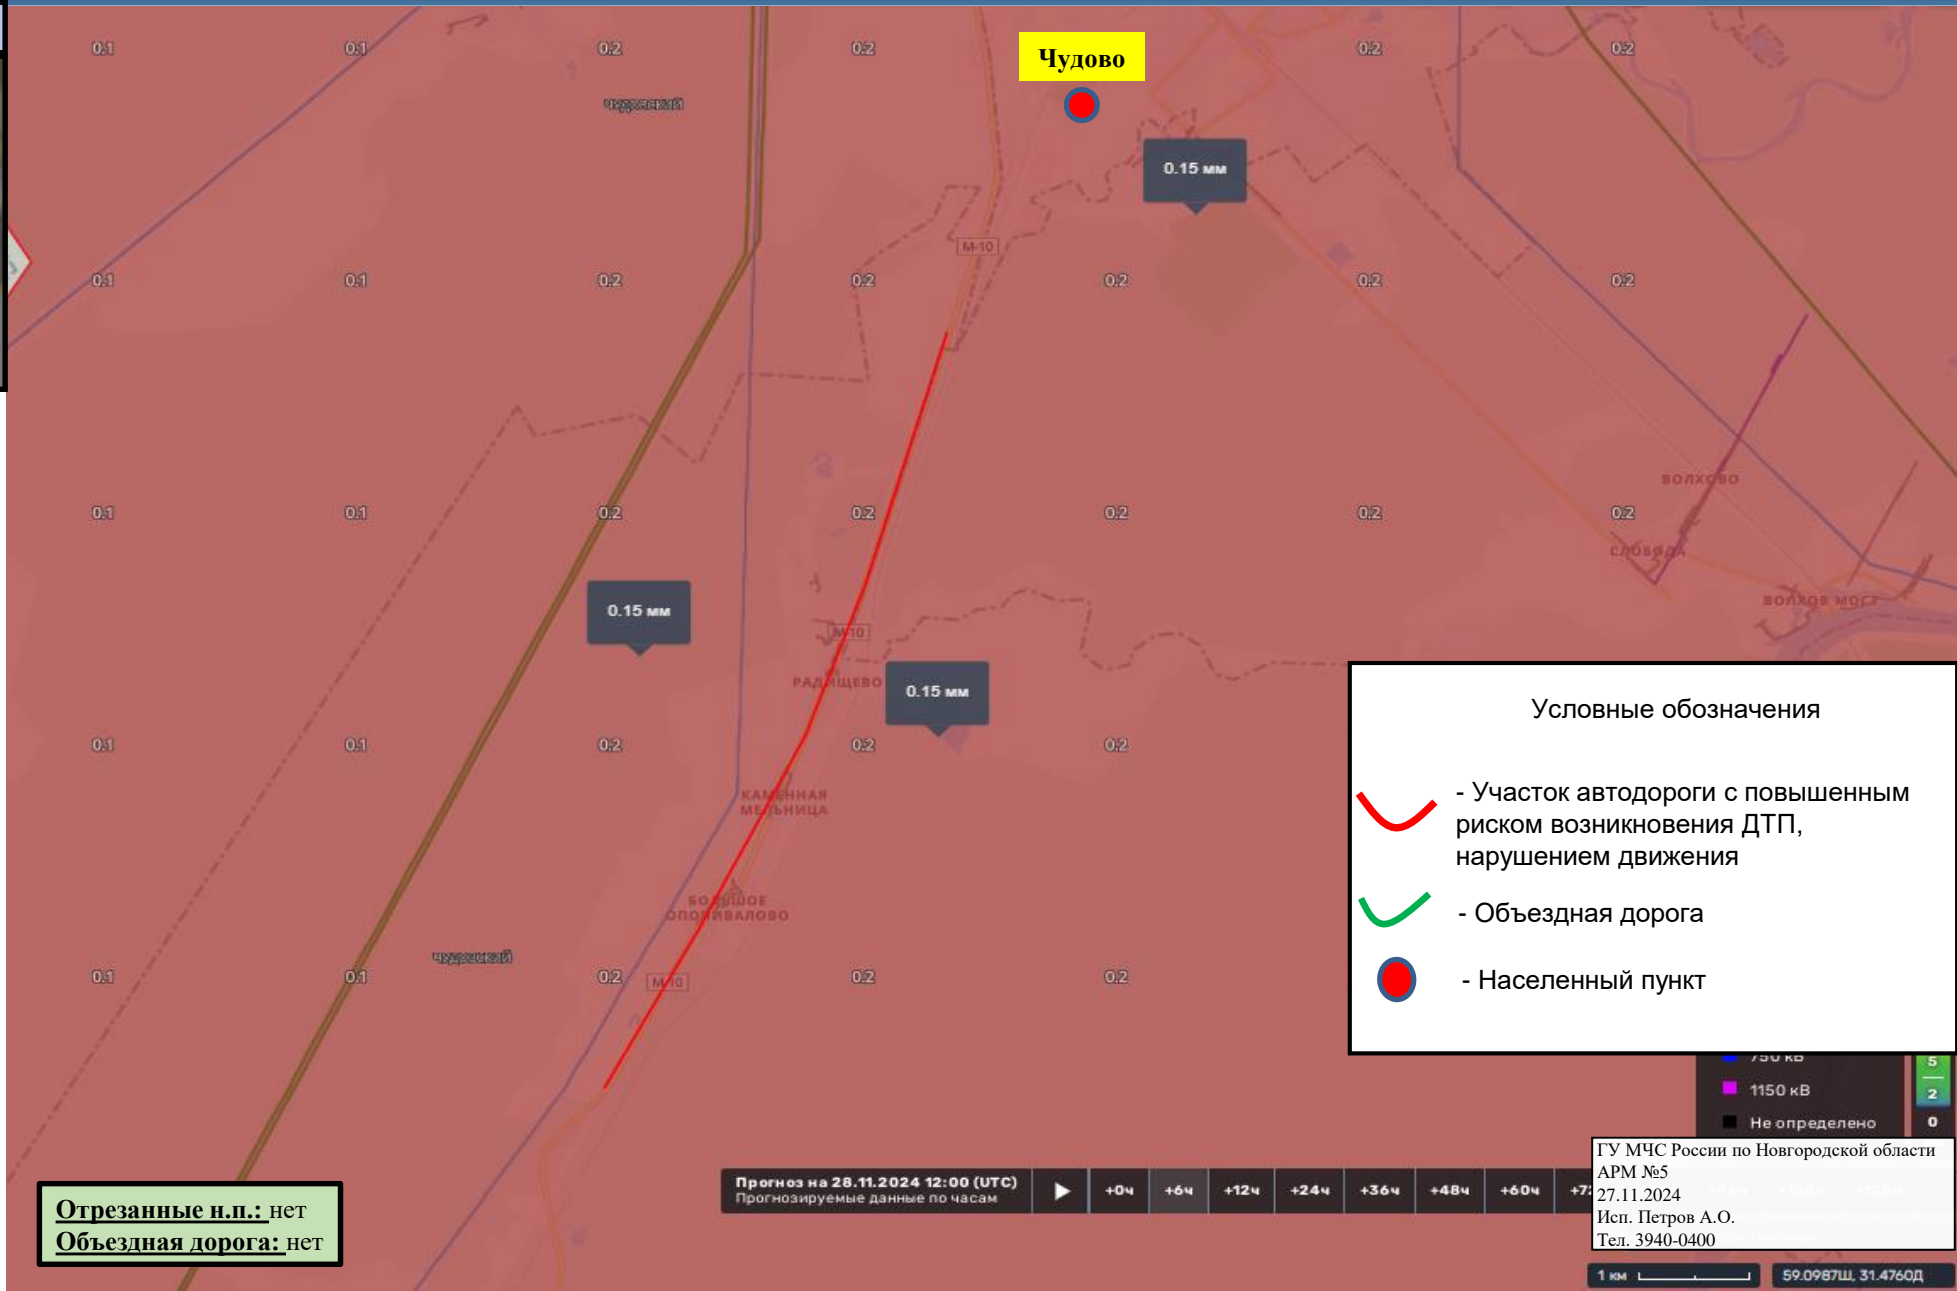 0.1 0.1 0.2 0.2 0.2 0.2
Чудово
чудовский
0.15 мм
М-10
0.1 0.1 0.2 0.2 0.2 0.2 0.2
ВОЛХОВО
0.1 0.1 0.2 0.2 0.2 0.2 0.2
СЛОБОДА
ВОЛХОВ МОСТ
0.15 мм
М-10
РАДИЩЕВО
0.15 мм
0.1 0.1 0.2 0.2 0.2
КАМЕННАЯ
МЕЛЬНИЦА
БОЛЬШОЕ
ОПОЧИВАЛОВО
чудовский
0.1 0.1 0.2 0.2 0.2
М-10
Условные обозначения
- Участок автодороги с повышенным
риском возникновения ДТП,
нарушением движения
- Объездная дорога
- Населенный пункт
750 кВ
1150 кВ
Не определено
5
2
0
Прогноз на 28.11.2024 12:00 (UTC)
Прогнозируемые данные по часам
+0ч +6ч +12ч +24ч +36ч +48ч +60ч
ГУ МЧС России по Новгородской области
АРМ №5
27.11.2024
Исп. Петров А.О.
Тел. 3940-0400
Отрезанные н.п.: нет
Объездная дорога: нет
1 км
59.0987Ш, 31.4760Д